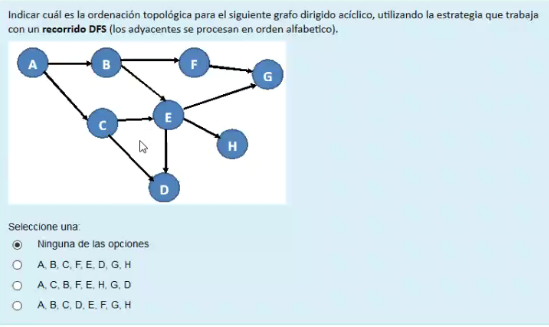 Indicar cuál es la ordenación topológica para el siguiente grafo dirigido acíclico, utilizando la estrategia que trabaja
con un recorrido DFS (los adyacentes se procesan en orden alfabetico).
A
B
F
G
C
E
H
D
Seleccione una:
Ninguna de las opciones
A, B, C, F, E, D, G, H
A, C, B, F, E, H, G, D
A, B, C, D, E, F, G, H